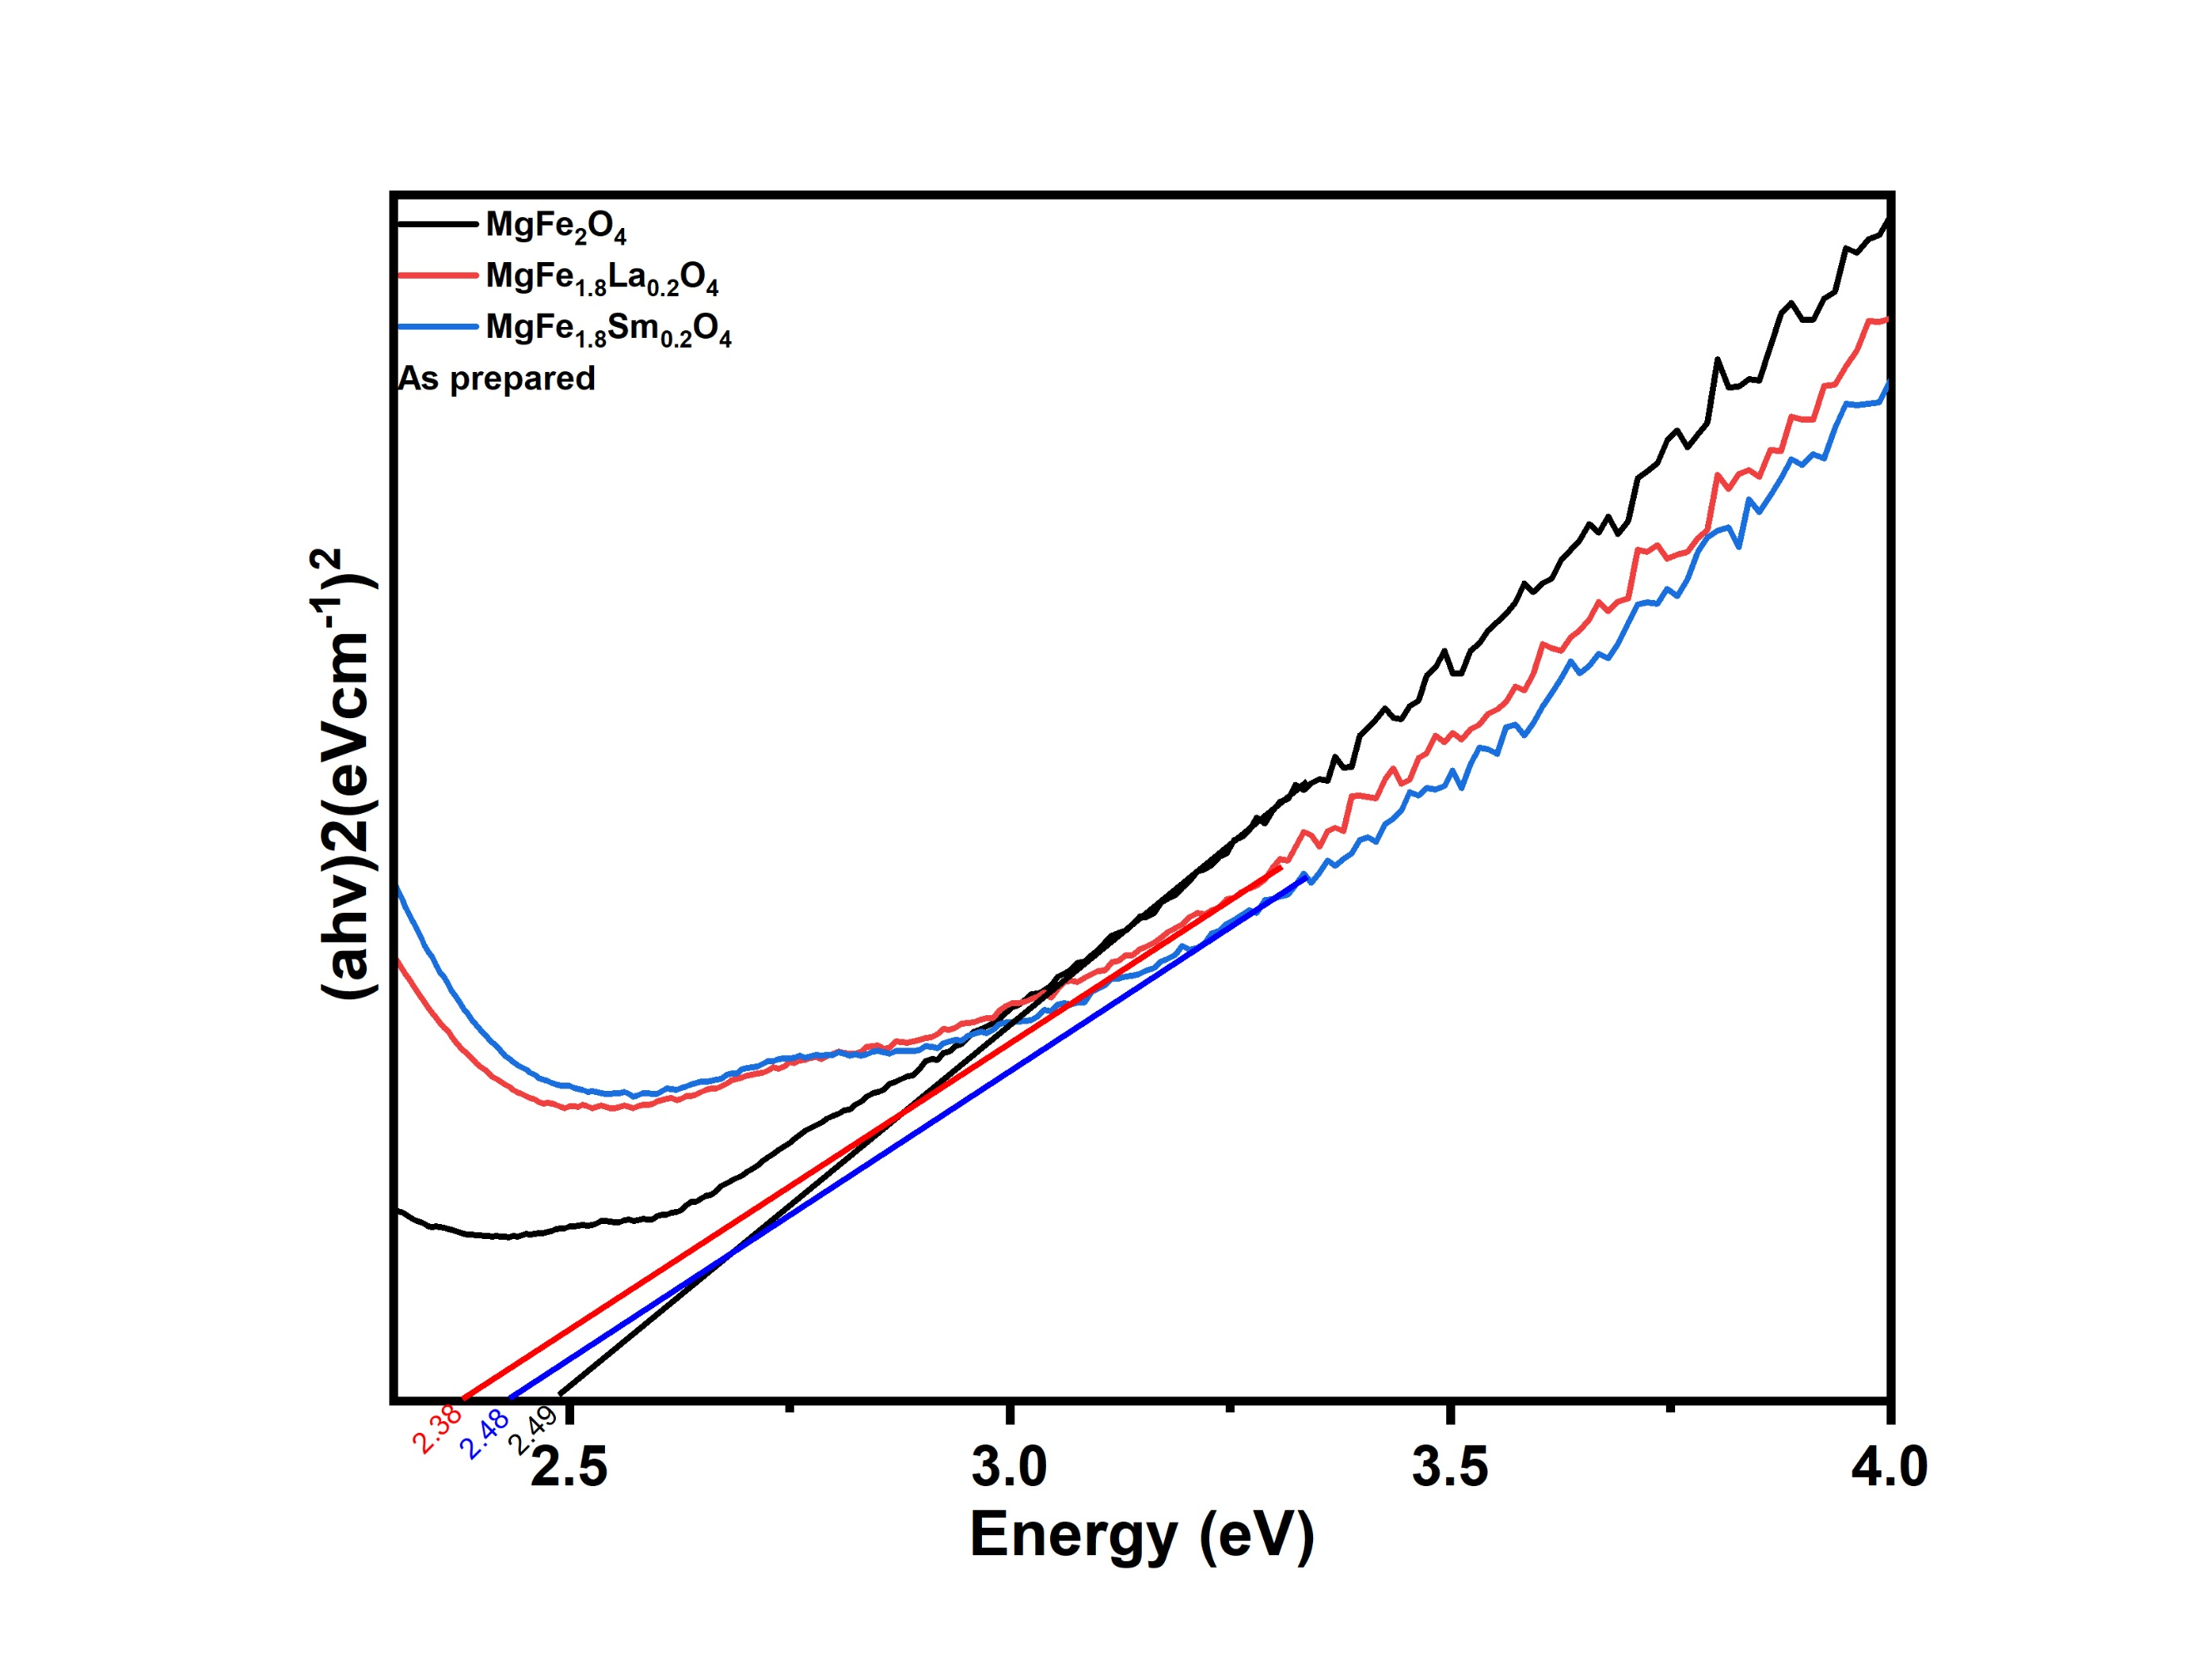 MgFe₂O₄
MgFe₁.₈La₀.₂O₄
MgFe₁.₈Sm₀.₂O₄
As prepared
(ahv)2(eVcm⁻¹)²
2.38
2.48
2.49
2.5
3.0
3.5
4.0
Energy (eV)